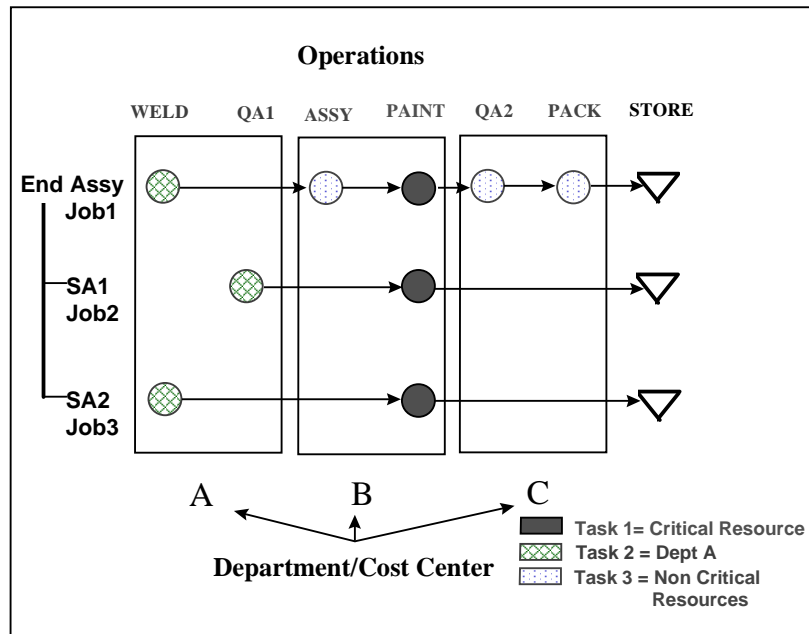 Operations
WELD QA1 ASSY PAINT QA2 PACK STORE
End Assy
Job1
SA1
Job2
SA2
Job3
A B C
Department/Cost Center
Task 1= Critical Resource
Task 2 = Dept A
Task 3 = Non Critical
Resources